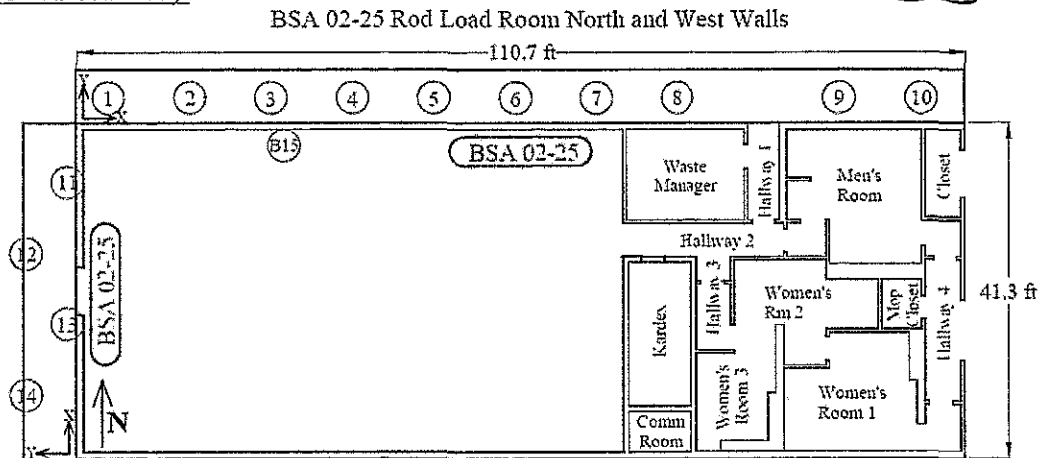 BSA 02-25 Rod Load Room North and West Walls
110.7 ft
Y
X
1 2 3 4 5 6 7 8 9 10
B15
BSA 02-25
Waste
Manager
Hallway 1
Men's
Room
Closet
11
12
13
14
BSA 02-25
Hallway 2
Hallway 3
Kardex
Women's
Rm 2
Mop
Closet
Hallway 4
41.3 ft
Women's
Room 3
Women's
Room 1
Comm
Room
N
X
Y